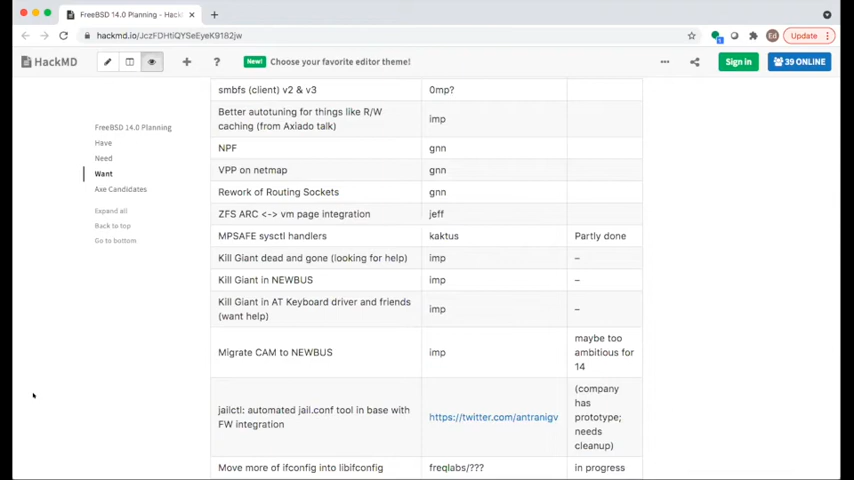 FreeBSD 14.0 Planning - HackM
hackmd.io/JczFDHtiQYSeEyeK9182jw
Ed
Update
HackMD
New! Choose your favorite editor theme!
Sign in
39 ONLINE
FreeBSD 14.0 Planning
Have
Need
Want
Axe Candidates
Expand all
Back to top
Go to bottom
smbfs (client) v2 & v3 0mp?
Better autotuning for things like R/W
caching (from Axiado talk) imp
NPF gnn
VPP on netmap gnn
Rework of Routing Sockets gnn
ZFS ARC <-> vm page integration jeff
MPSAFE sysctl handlers kaktus Partly done
Kill Giant dead and gone (looking for help) imp –
Kill Giant in NEWBUS imp –
Kill Giant in AT Keyboard driver and friends
(want help) imp –
Migrate CAM to NEWBUS imp maybe too
ambitious for
14
jailctl: automated jail.conf tool in base with
FW integration https://twitter.com/antranigv (company
has
prototype;
needs
cleanup)
Move more of ifconfig into libifconfig freqlabs/??? in progress